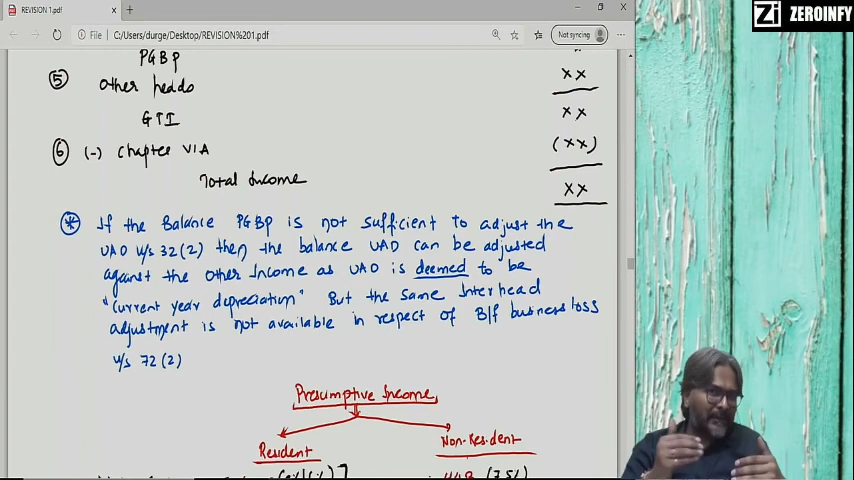 REVISION 1.pdf
File | C:/Users/durge/Desktop/REVISION%201.pdf
Not syncing
Zi ZEROINFY
PGBP
5 Other heads xx
GTI xx
6 (-) Chapter VIA (xx)
Total Income xx
* If the Balance PGBP is not sufficient to adjust the
UAD u/s 32(2) then the balance UAD can be adjusted
against the Other Income as UAD is deemed to be
"current year depreciation" But the same Interhead
adjustment is not available in respect of B/f business loss
u/s 72(2)
Presumptive Income
Resident Non-Resident